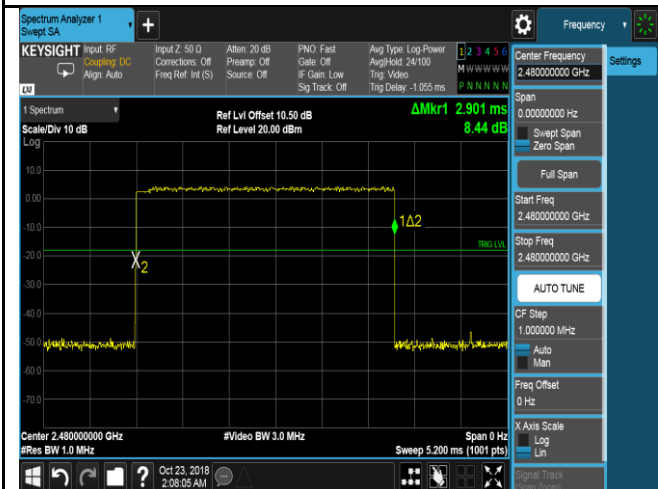 Spectrum Analyzer 1
Swept SA
Frequency
KEYSIGHT
Input: RF
Coupling: DC
Align: Auto
Input Z: 50 Ω
Corrections: Off
Freq Ref: Int (S)
Atten: 20 dB
Preamp: Off
Source: Off
PNO: Fast
Gate: Off
IF Gain: Low
Sig Track: Off
Avg Type: Log-Power
Avg|Hold: 24/100
Trig: Video
Trig Delay: -1.055 ms
1 2 3 4 5 6
M W W W W W
P N N N N N
LXI
1 Spectrum
Scale/Div 10 dB
Log
Ref Lvl Offset 10.50 dB
Ref Level 20.00 dBm
ΔMkr1 2.901 ms
8.44 dB
10.0
0.00
-10.0
-20.0
-30.0
-40.0
-50.0
-60.0
-70.0
1Δ2
TRIG LVL
2
Center 2.480000000 GHz
#Res BW 1.0 MHz
#Video BW 3.0 MHz
Span 0 Hz
Sweep 5.200 ms (1001 pts)
Oct 23, 2018
2:08:05 AM
Center Frequency
2.480000000 GHz
Settings
Span
0.00000000 Hz
Swept Span
Zero Span
Full Span
Start Freq
2.480000000 GHz
Stop Freq
2.480000000 GHz
AUTO TUNE
CF Step
1.000000 MHz
Auto
Man
Freq Offset
0 Hz
X Axis Scale
Log
Lin
Signal Track
(Span Zoom)